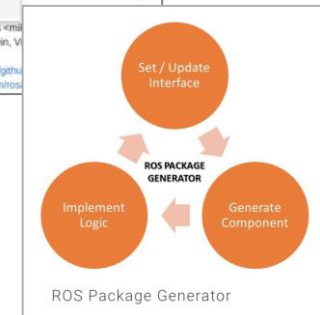 Set / Update
Interface
ROS PACKAGE
GENERATOR
Implement
Logic
Generate
Component
ROS Package Generator